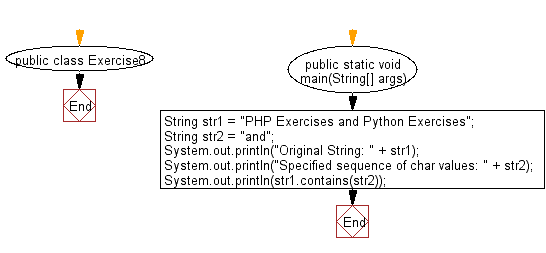 public class Exercise8
End
public static void
main(String[] args)
String str1 = "PHP Exercises and Python Exercises";
String str2 = "and";
System.out.println("Original String: " + str1);
System.out.println("Specified sequence of char values: " + str2);
System.out.println(str1.contains(str2));
End